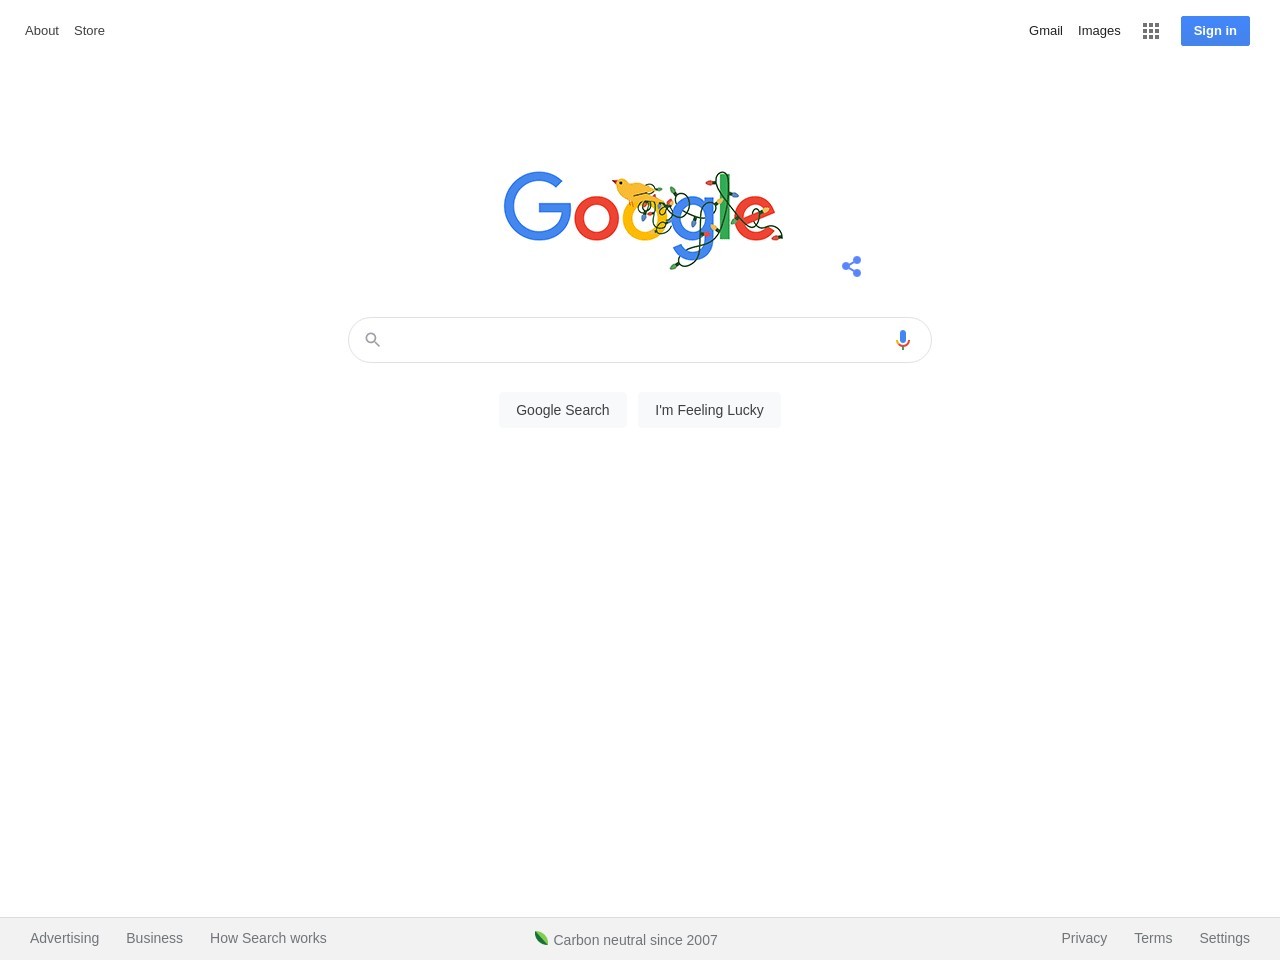 About Store
Gmail Images Sign in
Google
Google Search I'm Feeling Lucky
Advertising Business How Search works
Carbon neutral since 2007
Privacy Terms Settings